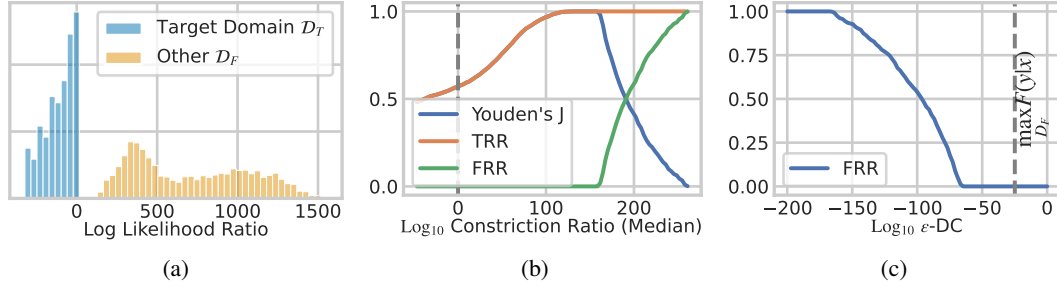 Target Domain 𝒟_T
Other 𝒟_F
0 500 1000 1500
Log Likelihood Ratio
(a)
1.0
0.5
0.0
Youden's J
TRR
FRR
0 100 200
Log₁₀ Constriction Ratio (Median)
(b)
1.00
0.75
0.50
0.25
0.00
FRR
max F(y|x)
D_F
−200 −150 −100 −50 0
Log₁₀ ε-DC
(c)